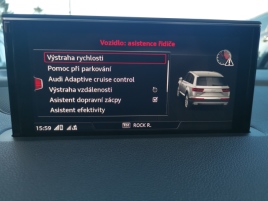 Vozidlo: asistence řidiče
Výstraha rychlosti
Pomoc při parkování
Audi Adaptive cruise control
Výstraha vzdálenosti
Asistent dopravní zácpy
Asistent efektivity
15:59 ROCK R.